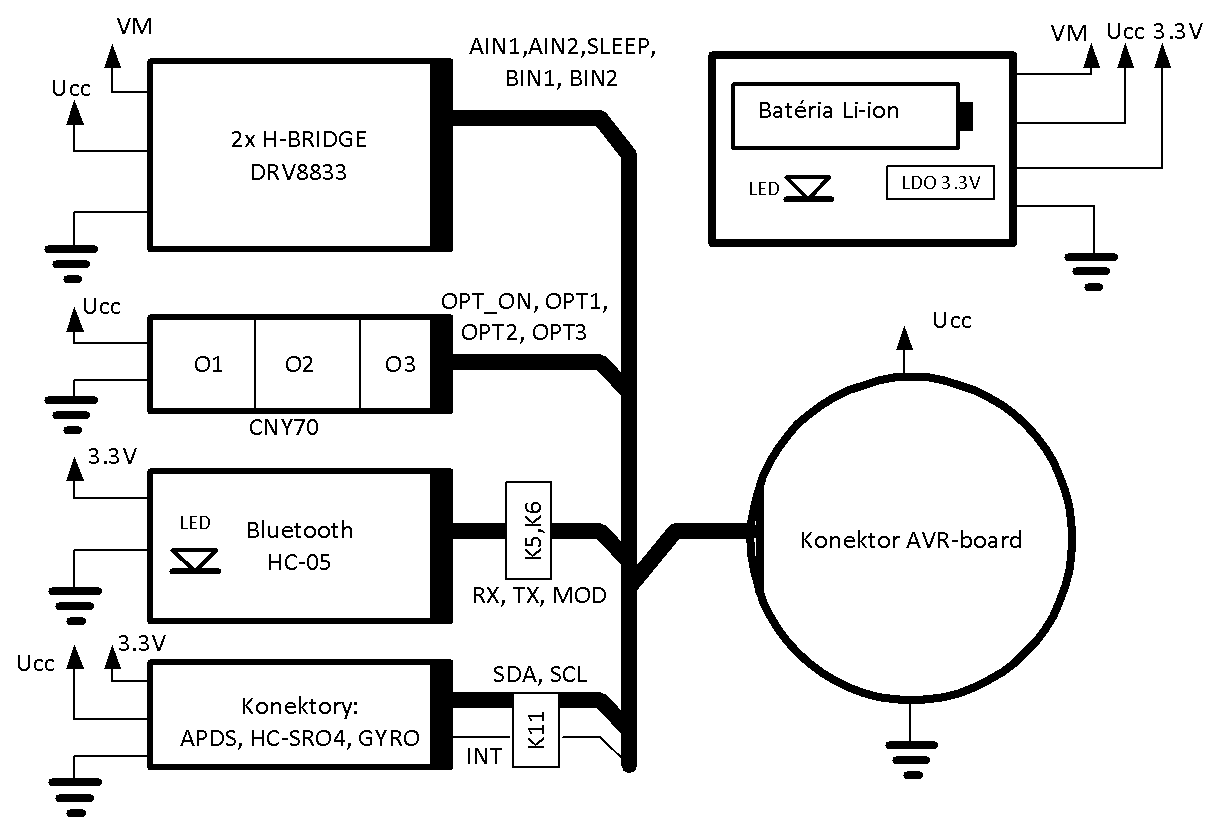 VM
Ucc
2x H-BRIDGE
DRV8833
AIN1,AIN2,SLEEP,
BIN1, BIN2
VM
Ucc 3.3V
Batéria Li-ion
LED
LDO 3.3V
Ucc
O1
O2
O3
CNY70
OPT_ON, OPT1,
OPT2, OPT3
3.3V
LED
Bluetooth
HC-05
K5,K6
RX, TX, MOD
Ucc
3.3V
Konektory:
APDS, HC-SRO4, GYRO
SDA, SCL
K11
INT
Ucc
Konektor AVR-board